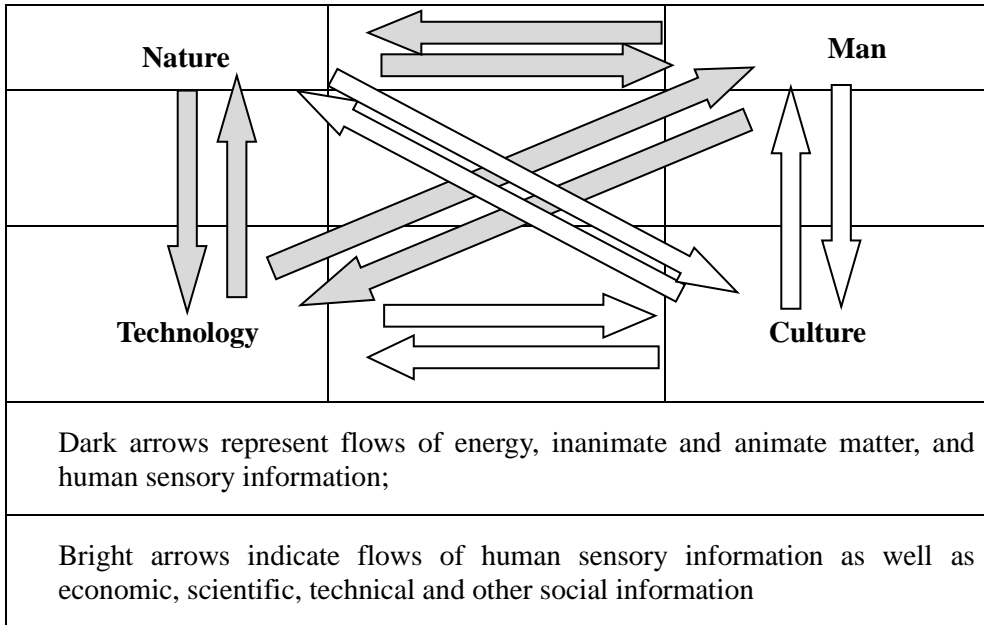 Nature
Man
Technology
Culture
Dark arrows represent flows of energy, inanimate and animate matter, and
human sensory information;
Bright arrows indicate flows of human sensory information as well as
economic, scientific, technical and other social information